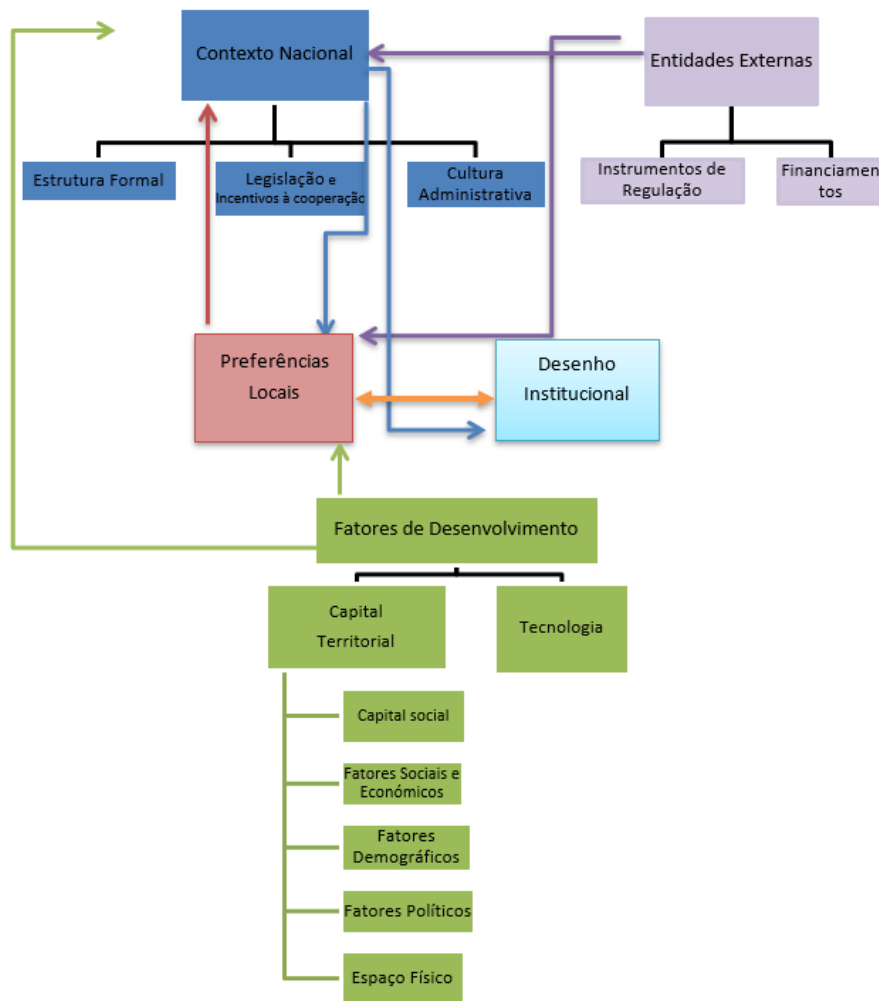 Contexto Nacional
Entidades Externas
Estrutura Formal
Legislação e
Incentivos à cooperação
Cultura
Administrativa
Instrumentos de
Regulação
Financiamen
tos
Preferências
Locais
Desenho
Institucional
Fatores de Desenvolvimento
Capital
Territorial
Tecnologia
Capital social
Fatores Sociais e
Económicos
Fatores
Demográficos
Fatores Políticos
Espaço Físico